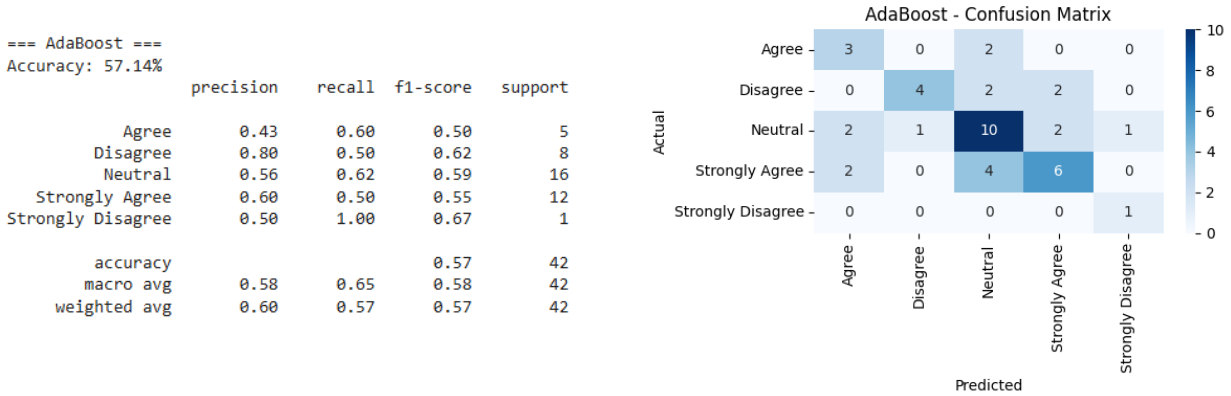 === AdaBoost ===
Accuracy: 57.14%
precision recall f1-score support
Agree 0.43 0.60 0.50 5
Disagree 0.80 0.50 0.62 8
Neutral 0.56 0.62 0.59 16
Strongly Agree 0.60 0.50 0.55 12
Strongly Disagree 0.50 1.00 0.67 1
accuracy 0.57 42
macro avg 0.58 0.65 0.58 42
weighted avg 0.60 0.57 0.57 42
AdaBoost - Confusion Matrix
Actual
Agree 3 0 2 0 0
Disagree 0 4 2 2 0
Neutral 2 1 10 2 1
Strongly Agree 2 0 4 6 0
Strongly Disagree 0 0 0 0 1
Agree
Disagree
Neutral
Strongly Agree
Strongly Disagree
Predicted
10
8
6
4
2
0